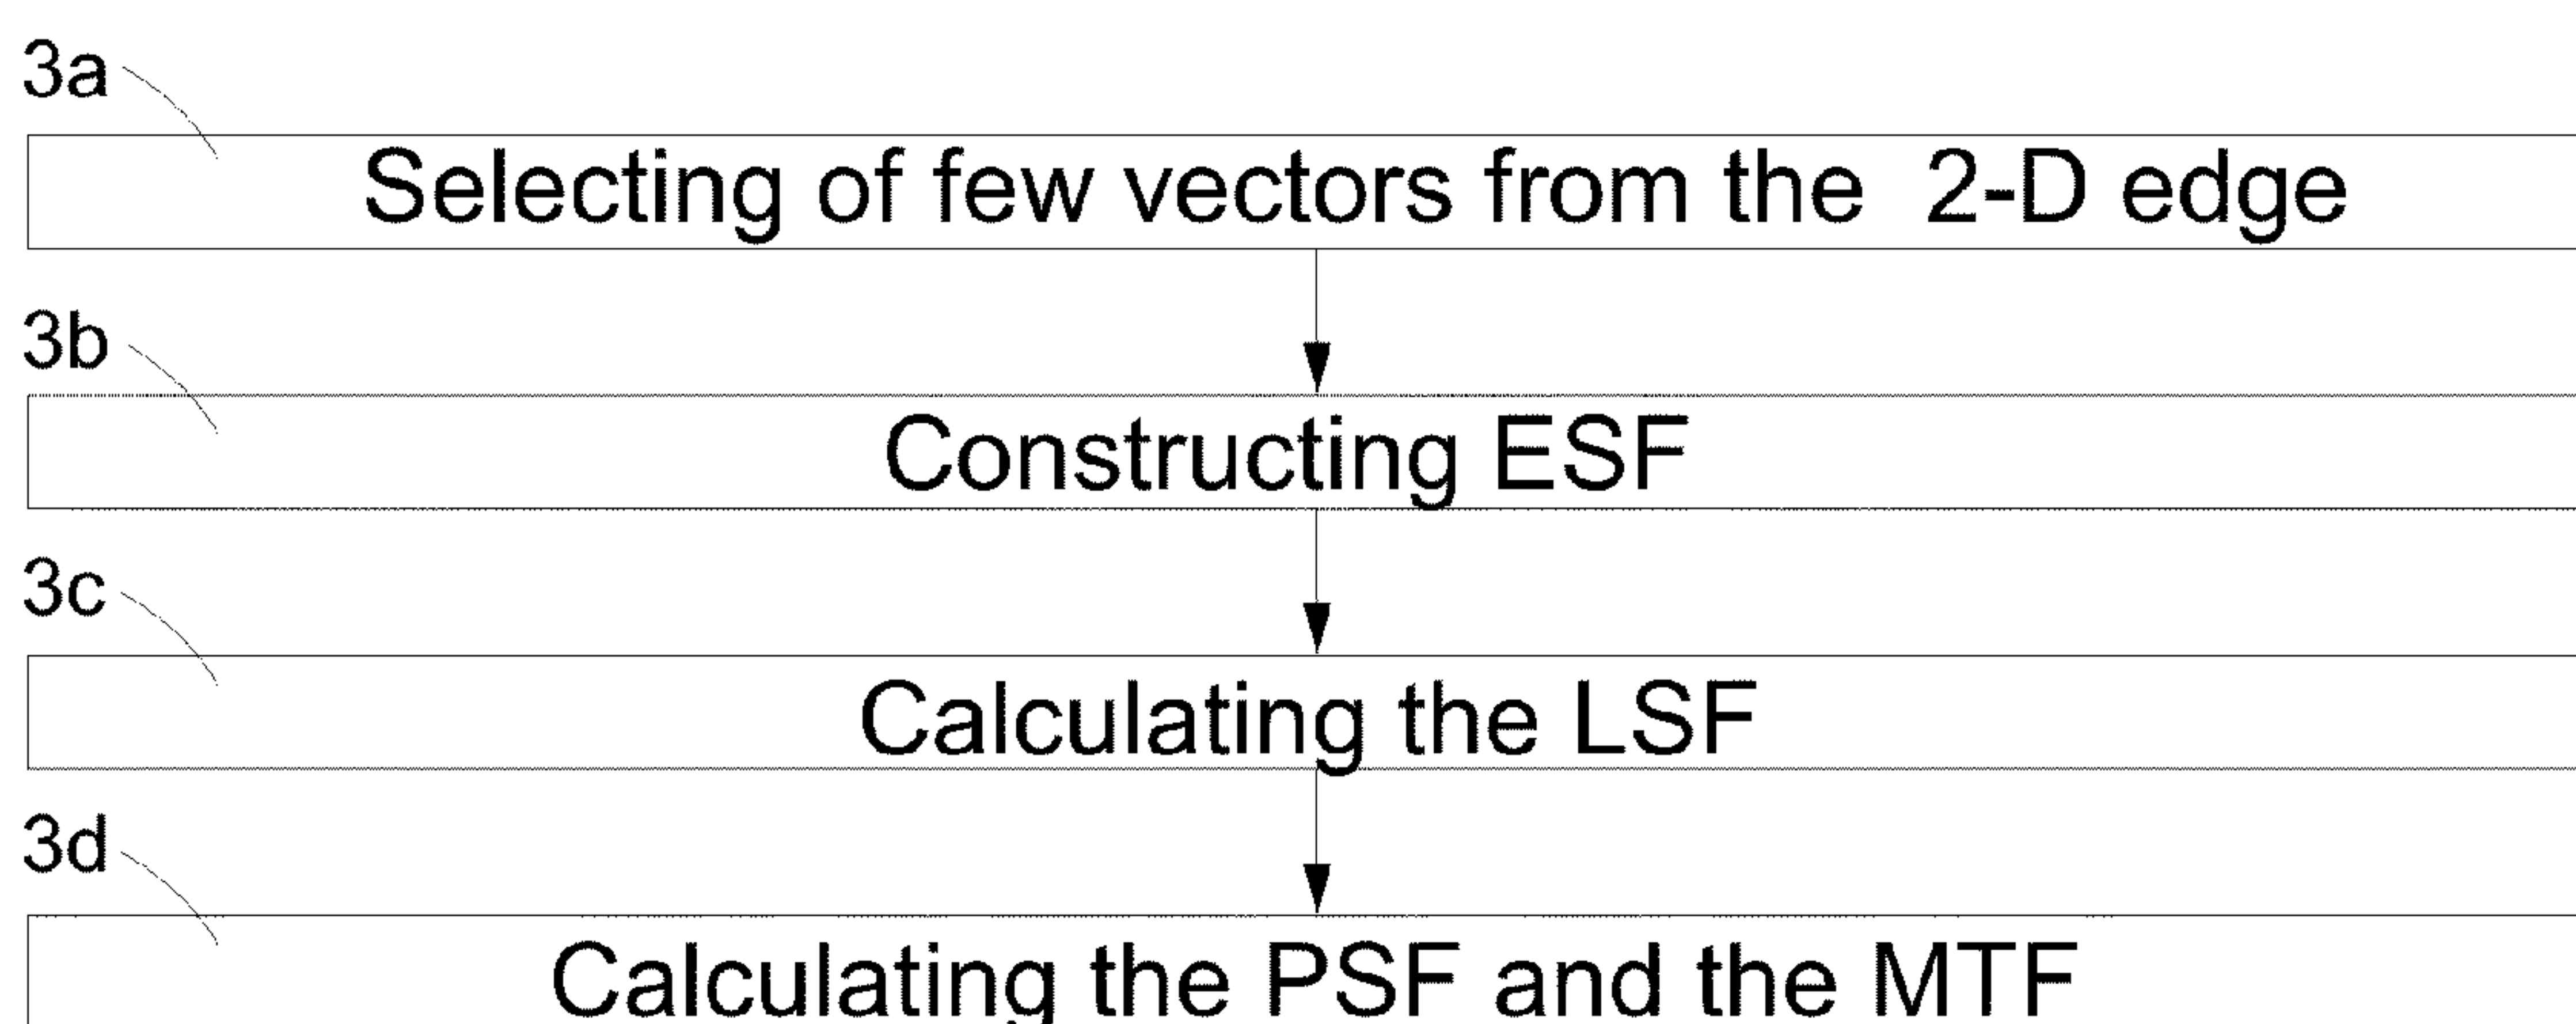 3a
Selecting of few vectors from the 2-D edge
3b
Constructing ESF
3c
Calculating the LSF
3d
Calculating the PSF and the MTF